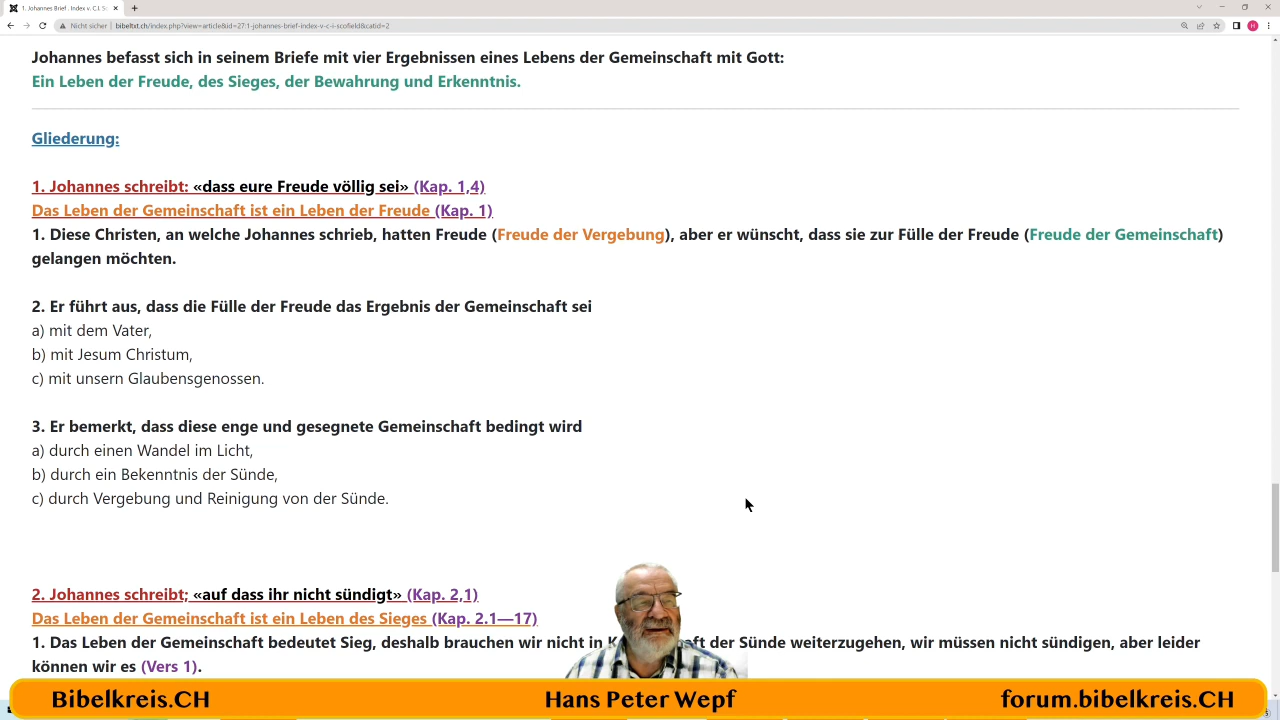 1. Johannes Brief . Index v. C.I. Sc
Nicht sicher | bibeltxt.ch/index.php?view=article&id=27:1-johannes-brief-index-v-c-i-scofield&catid=2
H
Johannes befasst sich in seinem Briefe mit vier Ergebnissen eines Lebens der Gemeinschaft mit Gott:
Ein Leben der Freude, des Sieges, der Bewahrung und Erkenntnis.
Gliederung:
1. Johannes schreibt: «dass eure Freude völlig sei» (Kap. 1,4)
Das Leben der Gemeinschaft ist ein Leben der Freude (Kap. 1)
1. Diese Christen, an welche Johannes schrieb, hatten Freude (Freude der Vergebung), aber er wünscht, dass sie zur Fülle der Freude (Freude der Gemeinschaft)
gelangen möchten.
2. Er führt aus, dass die Fülle der Freude das Ergebnis der Gemeinschaft sei
a) mit dem Vater,
b) mit Jesum Christum,
c) mit unsern Glaubensgenossen.
3. Er bemerkt, dass diese enge und gesegnete Gemeinschaft bedingt wird
a) durch einen Wandel im Licht,
b) durch ein Bekenntnis der Sünde,
c) durch Vergebung und Reinigung von der Sünde.
2. Johannes schreibt; «auf dass ihr nicht sündigt» (Kap. 2,1)
Das Leben der Gemeinschaft ist ein Leben des Sieges (Kap. 2.1—17)
1. Das Leben der Gemeinschaft bedeutet Sieg, deshalb brauchen wir nicht in der Sünde weiterzugehen, wir müssen nicht sündigen, aber leider
können wir es (Vers 1).
Bibelkreis.CH Hans Peter Wepf forum.bibelkreis.CH